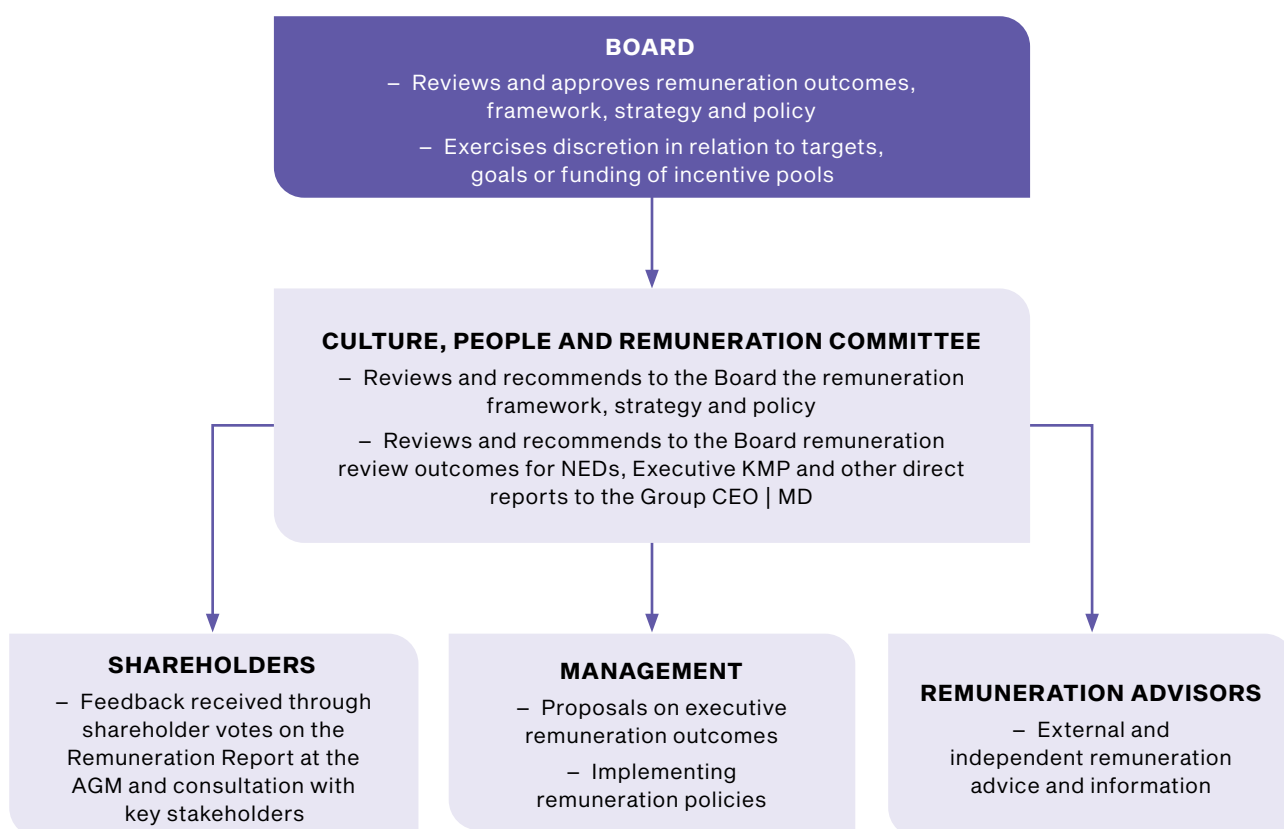 BOARD
– Reviews and approves remuneration outcomes,
framework, strategy and policy
– Exercises discretion in relation to targets,
goals or funding of incentive pools
CULTURE, PEOPLE AND REMUNERATION COMMITTEE
– Reviews and recommends to the Board the remuneration
framework, strategy and policy
– Reviews and recommends to the Board remuneration
review outcomes for NEDs, Executive KMP and other direct
reports to the Group CEO | MD
SHAREHOLDERS
– Feedback received through
shareholder votes on the
Remuneration Report at the
AGM and consultation with
key stakeholders
MANAGEMENT
– Proposals on executive
remuneration outcomes
– Implementing
remuneration policies
REMUNERATION ADVISORS
– External and
independent remuneration
advice and information